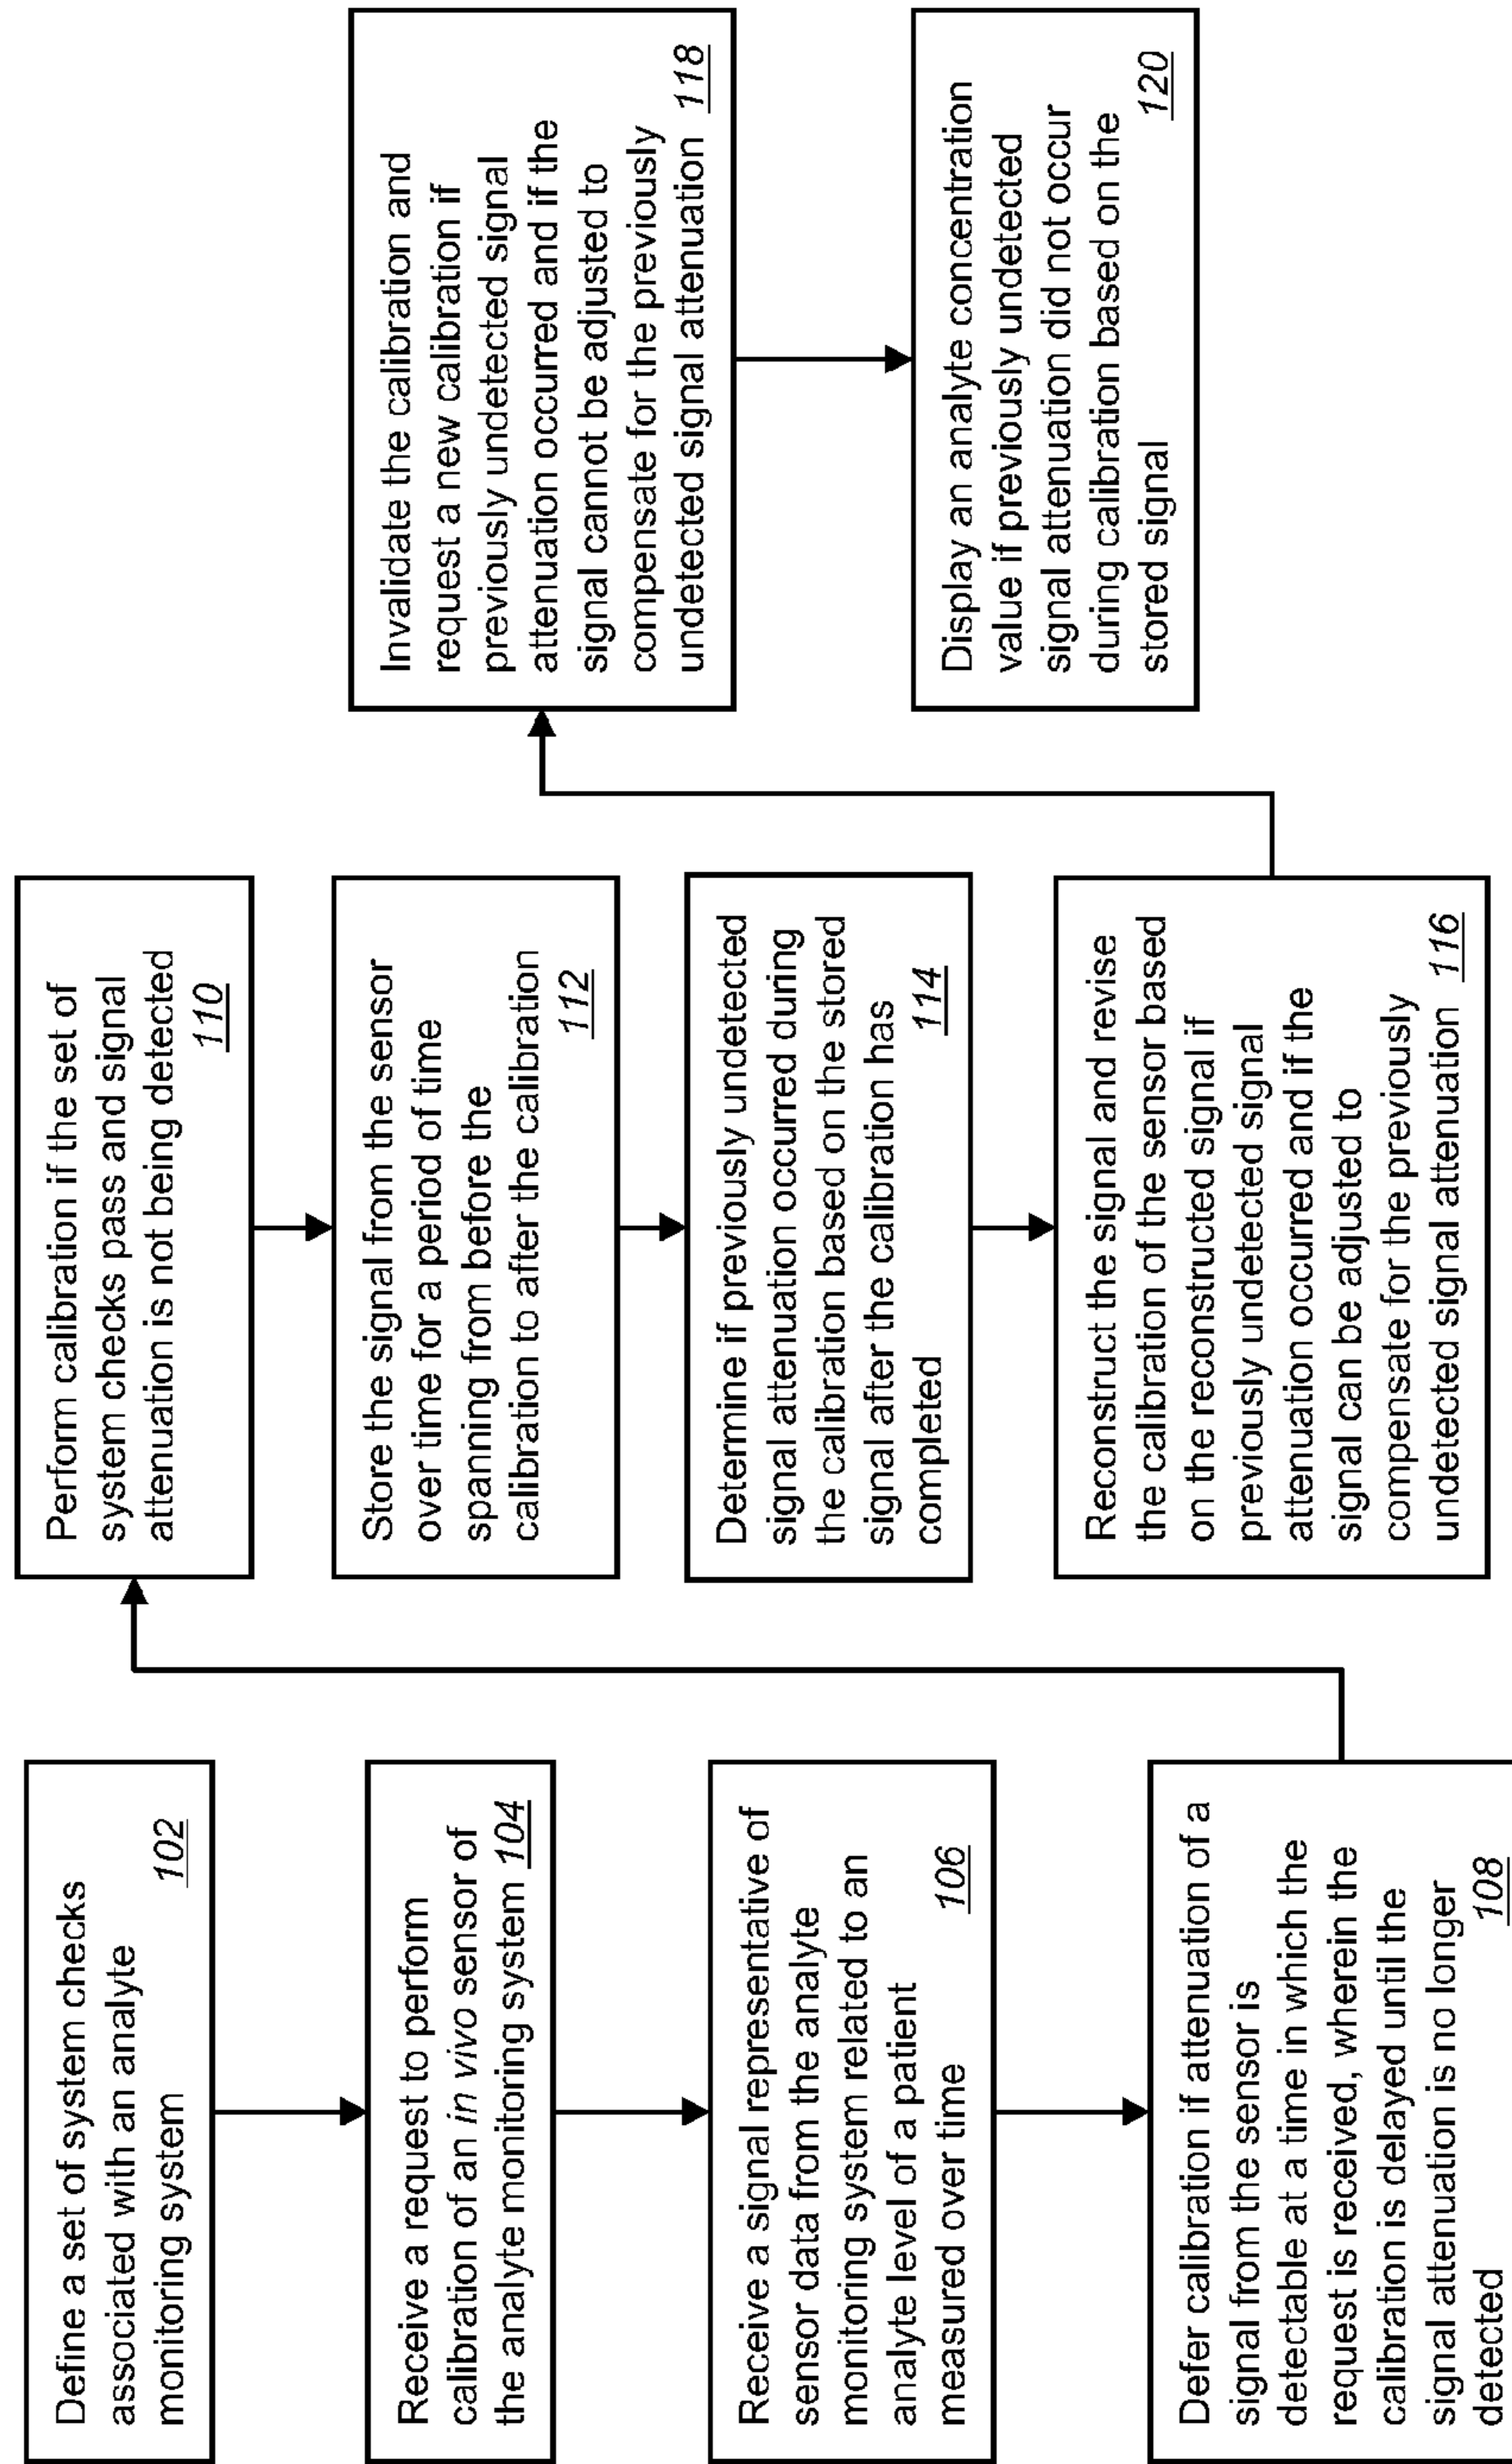 Define a set of system checks
associated with an analyte
monitoring system
102
Receive a request to perform
calibration of an in vivo sensor of
the analyte monitoring system 104
Receive a signal representative of
sensor data from the analyte
monitoring system related to an
analyte level of a patient
measured over time
106
Defer calibration if attenuation of a
signal from the sensor is
detectable at a time in which the
request is received, wherein the
calibration is delayed until the
signal attenuation is no longer
detected
108
Perform calibration if the set of
system checks pass and signal
attenuation is not being detected
110
Store the signal from the sensor
over time for a period of time
spanning from before the
calibration to after the calibration
112
Determine if previously undetected
signal attenuation occurred during
the calibration based on the stored
signal after the calibration has
completed
114
Reconstruct the signal and revise
the calibration of the sensor based
on the reconstructed signal if
previously undetected signal
attenuation occurred and if the
signal can be adjusted to
compensate for the previously
undetected signal attenuation 116
Invalidate the calibration and
request a new calibration if
previously undetected signal
attenuation occurred and if the
signal cannot be adjusted to
compensate for the previously
undetected signal attenuation 118
Display an analyte concentration
value if previously undetected
signal attenuation did not occur
during calibration based on the
stored signal
120